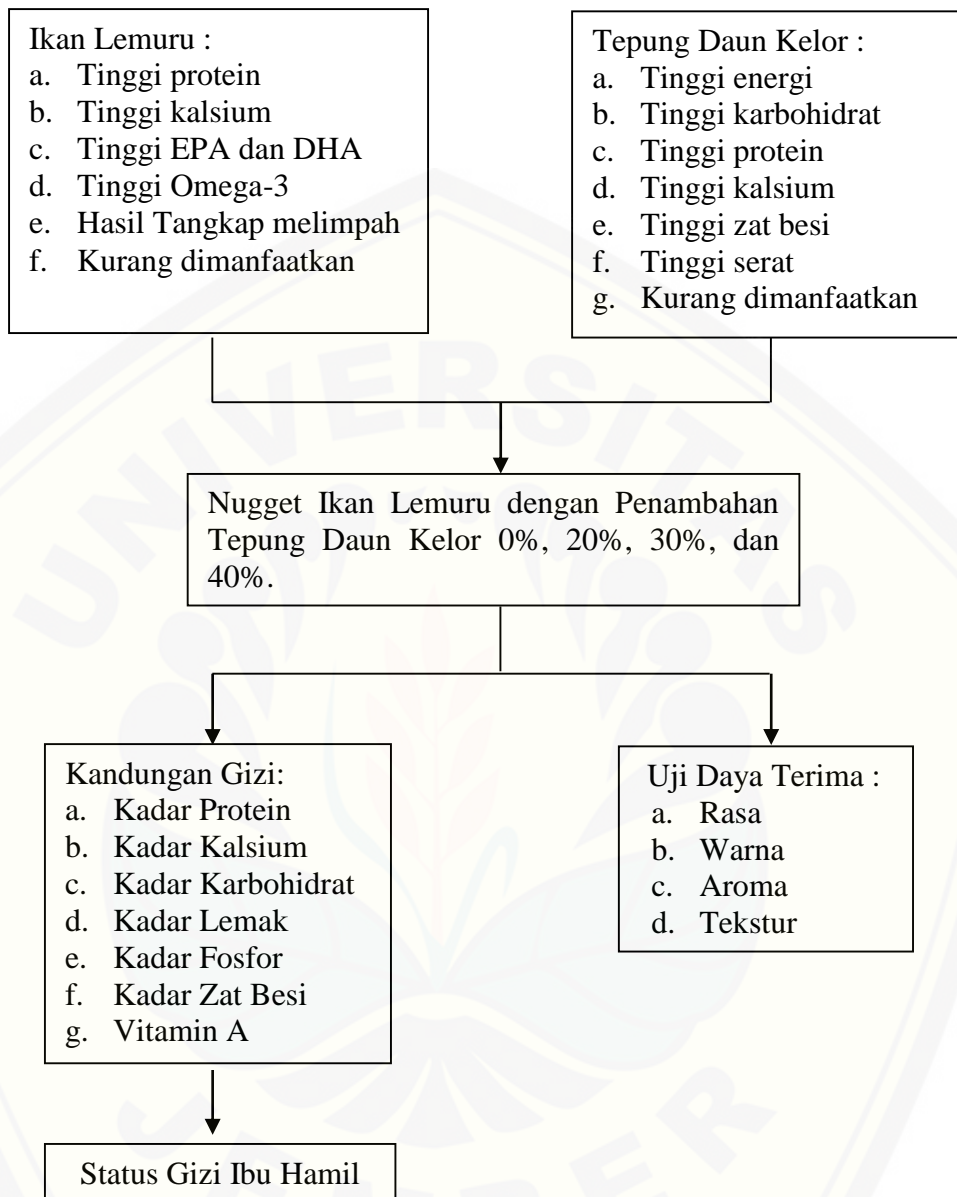 Ikan Lemuru :
a. Tinggi protein
b. Tinggi kalsium
c. Tinggi EPA dan DHA
d. Tinggi Omega-3
e. Hasil Tangkap melimpah
f. Kurang dimanfaatkan
Tepung Daun Kelor :
a. Tinggi energi
b. Tinggi karbohidrat
c. Tinggi protein
d. Tinggi kalsium
e. Tinggi zat besi
f. Tinggi serat
g. Kurang dimanfaatkan
Nugget Ikan Lemuru dengan Penambahan
Tepung Daun Kelor 0%, 20%, 30%, dan
40%.
Kandungan Gizi:
a. Kadar Protein
b. Kadar Kalsium
c. Kadar Karbohidrat
d. Kadar Lemak
e. Kadar Fosfor
f. Kadar Zat Besi
g. Vitamin A
Uji Daya Terima :
a. Rasa
b. Warna
c. Aroma
d. Tekstur
Status Gizi Ibu Hamil
UNIVERSITAS
JEMBER